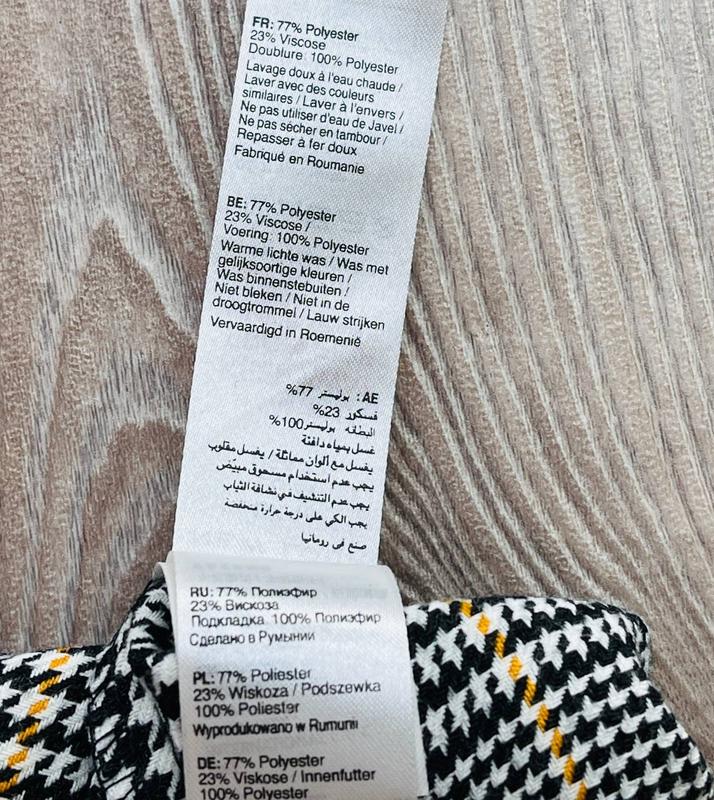 FR: 77% Polyester
23% Viscose
Doublure: 100% Polyester
Lavage doux à l'eau chaude /
Laver avec des couleurs
similaires / Laver à l'envers /
Ne pas utiliser d'eau de Javel /
Ne pas sécher en tambour /
Repasser à fer doux
Fabriqué en Roumanie
BE: 77% Polyester
23% Viscose /
Voering: 100% Polyester
Warme lichte was / Was met
gelijksoortige kleuren /
Was binnenstebuiten /
Niet bleken / Niet in de
droogtrommel / Lauw strijken
Vervaardigd in Roemenië
AE: بوليستر 77%
فسكوز 23%
البطانة بوليستر 100%
غسل بمياه دافئة
يغسل مع ألوان مماثلة / يغسل مقلوب
يجب عدم استخدام مسحوق مبيّض
يجب عدم التنشيف في نشافة الثياب
يجب الكي على درجة حرارة منخفضة
صنع في رومانيا
RU: 77% Полиэфир
23% Вискоза
Подкладка 100% Полиэфир
Сделано в Румынии
PL: 77% Poliester
23% Wiskoza / Podszewka
100% Poliester
Wyprodukowano w Rumunii
DE: 77% Polyester
23% Viskose / Innenfutter
100% Polyester